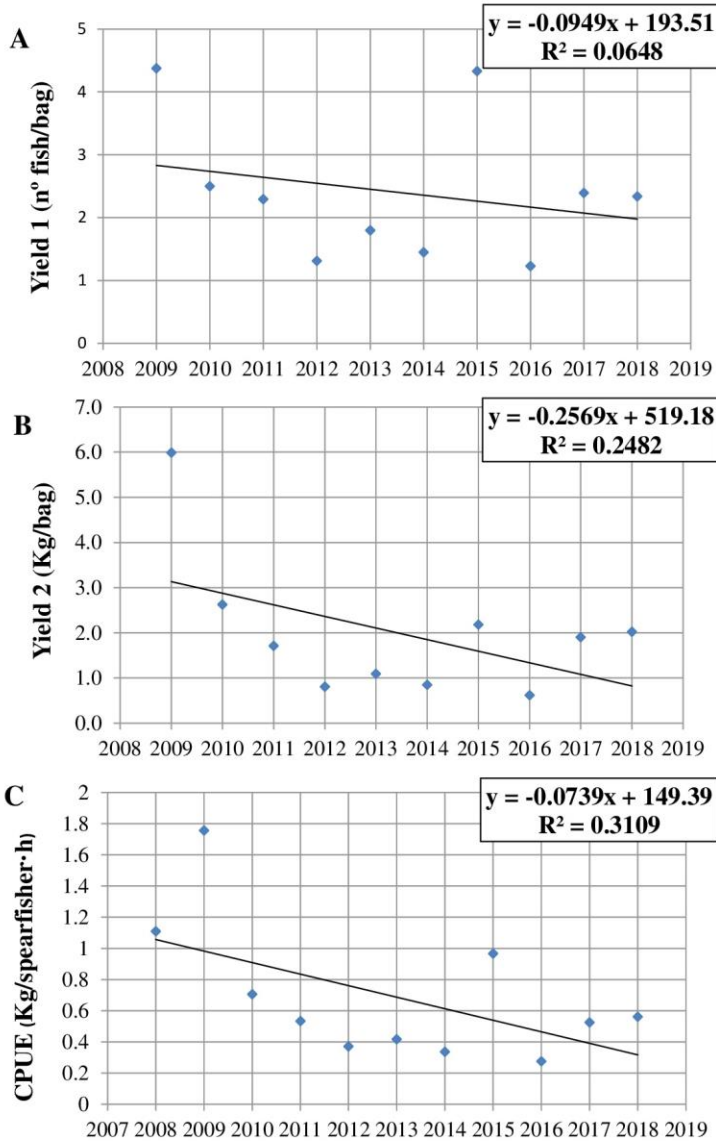 A
y = -0.0949x + 193.51
R² = 0.0648
Yield 1 (nº fish/bag)
5
4
3
2
1
0
2008 2009 2010 2011 2012 2013 2014 2015 2016 2017 2018 2019
B
y = -0.2569x + 519.18
R² = 0.2482
Yield 2 (Kg/bag)
7.0
6.0
5.0
4.0
3.0
2.0
1.0
0.0
2008 2009 2010 2011 2012 2013 2014 2015 2016 2017 2018 2019
C
y = -0.0739x + 149.39
R² = 0.3109
CPUE (Kg/spearfisher·h)
2
1.8
1.6
1.4
1.2
1
0.8
0.6
0.4
0.2
0
2007 2008 2009 2010 2011 2012 2013 2014 2015 2016 2017 2018 2019